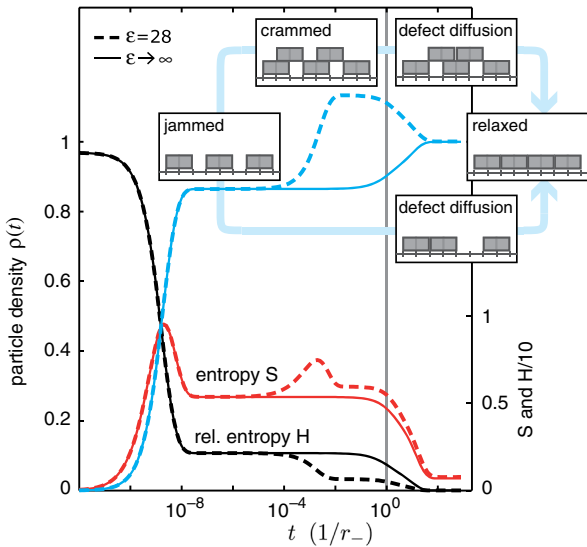 ε=28
ε→∞
crammed
defect diffusion
jammed
relaxed
defect diffusion
entropy S
rel. entropy H
particle density ρ(t)
1
0.8
0.6
0.4
0.2
0
1
0.5
0
S and H/10
10⁻⁸
10⁻⁴
10⁰
t (1/r₋)